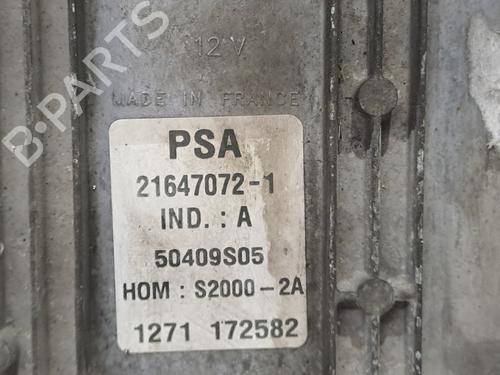 B-PARTS
12 V
MADE IN FRANCE
PSA
21647072-1
IND. : A
50409S05
HOM : S2000-2A
1271 172582